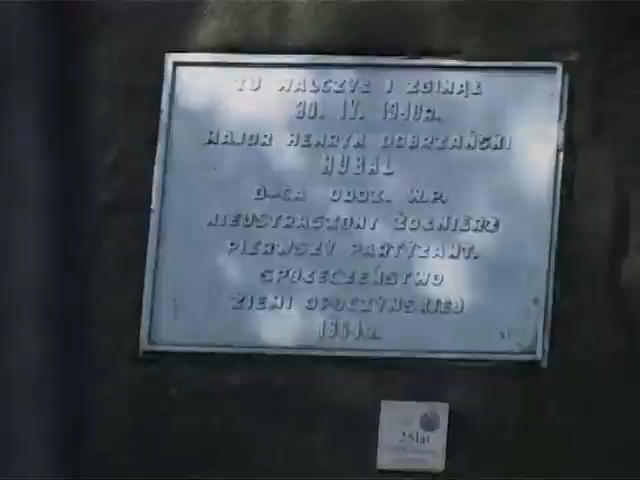 TU WALCZYŁ I ZGINĄŁ
30. IV. 1940r.
MAJOR HENRYK DOBRZAŃSKI
HUBAL
D-CA ODDZ. W.P.
NIEUSTRASZONY ŻOŁNIERZ
PIERWSZY PARTYZANT.
SPOŁECZEŃSTWO
ZIEMI OPOCZYŃSKIEJ
1964r.
25lat